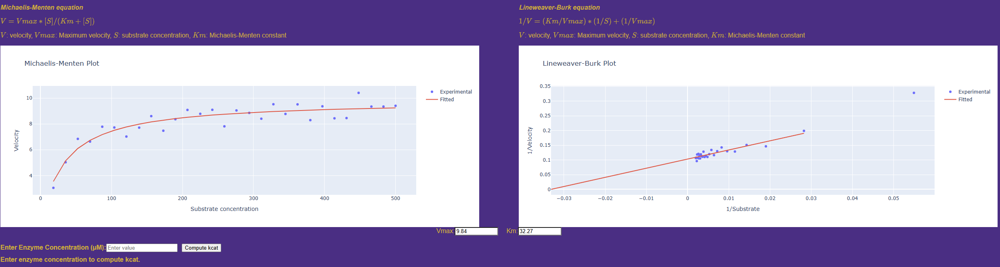 Michaelis-Menten equation
V = Vmax * [S]/(Km + [S])
V: velocity, Vmax: Maximum velocity, S: substrate concentration, Km: Michaelis-Menten constant
Michaelis-Menten Plot
10
8
6
4
Velocity
0 100 200 300 400 500
Substrate concentration
Experimental
Fitted
Lineweaver-Burk equation
1/V = (Km/Vmax) * (1/S) + (1/Vmax)
V: velocity, Vmax: Maximum velocity, S: substrate concentration, Km: Michaelis-Menten constant
Lineweaver-Burk Plot
0.35
0.3
0.25
0.2
0.15
0.1
0.05
0
1/Velocity
−0.03 −0.02 −0.01 0 0.01 0.02 0.03 0.04 0.05
1/Substrate
Experimental
Fitted
Vmax: 9.84 Km: 32.27
Enter Enzyme Concentration (µM): Enter value Compute kcat
Enter enzyme concentration to compute kcat.